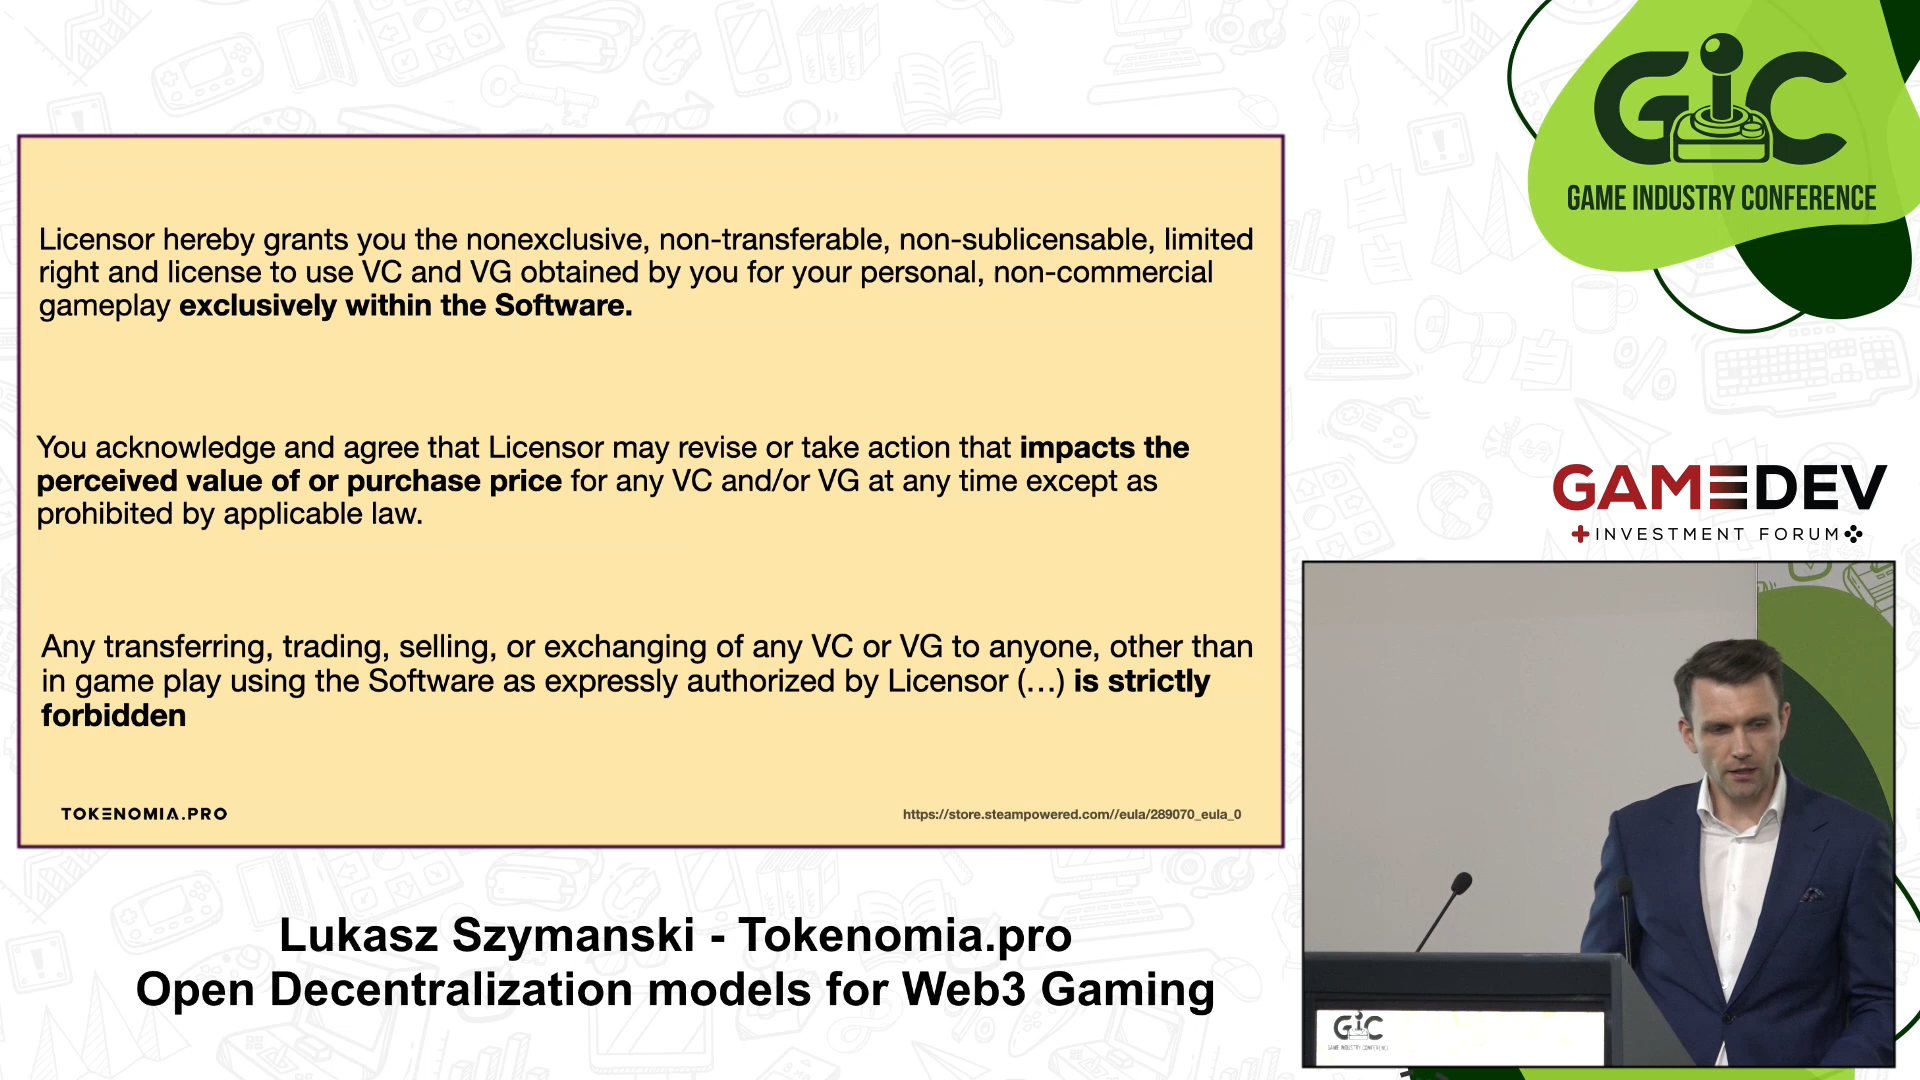 GIC
GAME INDUSTRY CONFERENCE
Licensor hereby grants you the nonexclusive, non-transferable, non-sublicensable, limited
right and license to use VC and VG obtained by you for your personal, non-commercial
gameplay exclusively within the Software.
You acknowledge and agree that Licensor may revise or take action that impacts the
perceived value of or purchase price for any VC and/or VG at any time except as
prohibited by applicable law.
Any transferring, trading, selling, or exchanging of any VC or VG to anyone, other than
in game play using the Software as expressly authorized by Licensor (…) is strictly
forbidden
TOKENOMIA.PRO
https://store.steampowered.com//eula/289070_eula_0
GAMEDEV
INVESTMENT FORUM
GIC
GAME INDUSTRY CONFERENCE
Lukasz Szymanski - Tokenomia.pro
Open Decentralization models for Web3 Gaming